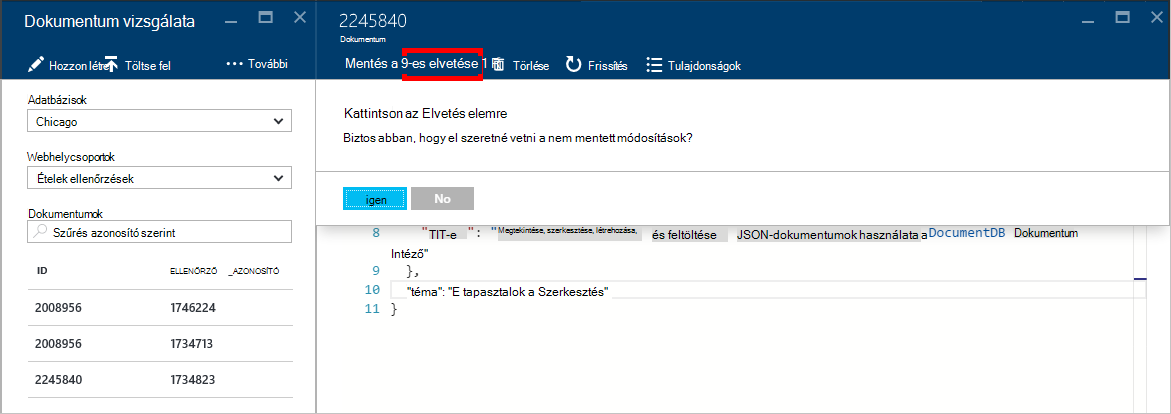 Dokumentum vizsgálata
Hozzon létre Töltse fel ••• További
Adatbázisok
Chicago
Webhelycsoportok
Ételek ellenőrzések
Dokumentumok
Szűrés azonosító szerint
ID ELLENŐRZŐ _AZONOSÍTÓ
2008956 1746224
2008956 1734713
2245840 1734823
2245840
Dokumentum
Mentés a 9-es elvetése 1 Törlése Frissítés Tulajdonságok
Kattintson az Elvetés elemre
Biztos abban, hogy el szeretné vetni a nem mentett módosítások?
igen No
8 "TIT-e ": "Megtekintése, szerkesztése, létrehozása, és feltöltése JSON-dokumentumok használata a DocumentDB Dokumentum
Intéző"
9 },
10 "téma": "E tapasztalok a Szerkesztés"
11 }